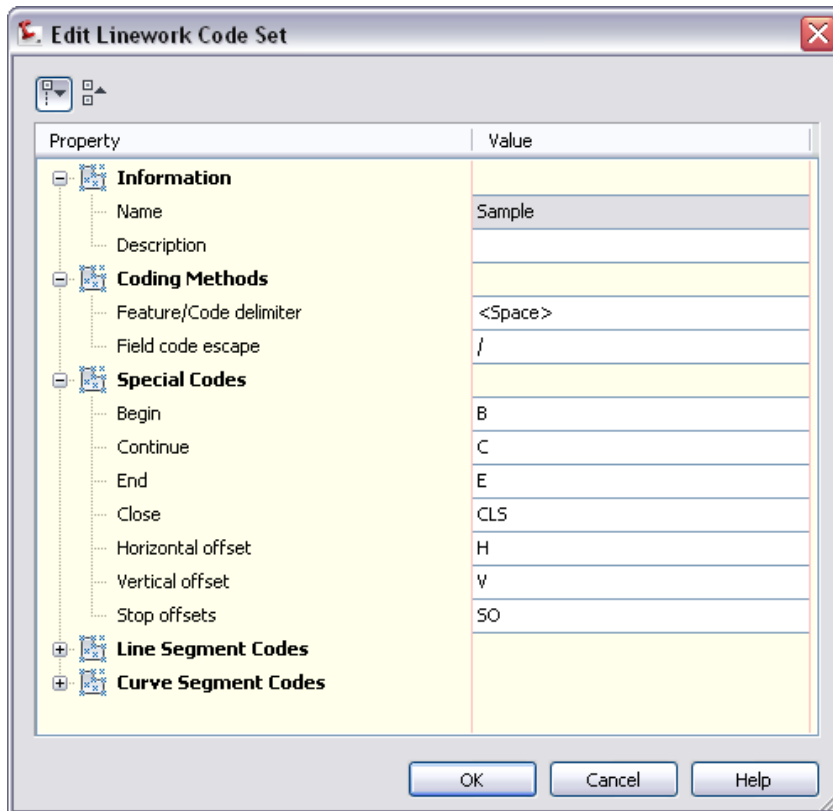 Edit Linework Code Set
Property Value
Information
Name Sample
Description
Coding Methods
Feature/Code delimiter <Space>
Field code escape /
Special Codes
Begin B
Continue C
End E
Close CLS
Horizontal offset H
Vertical offset V
Stop offsets SO
Line Segment Codes
Curve Segment Codes
OK Cancel Help